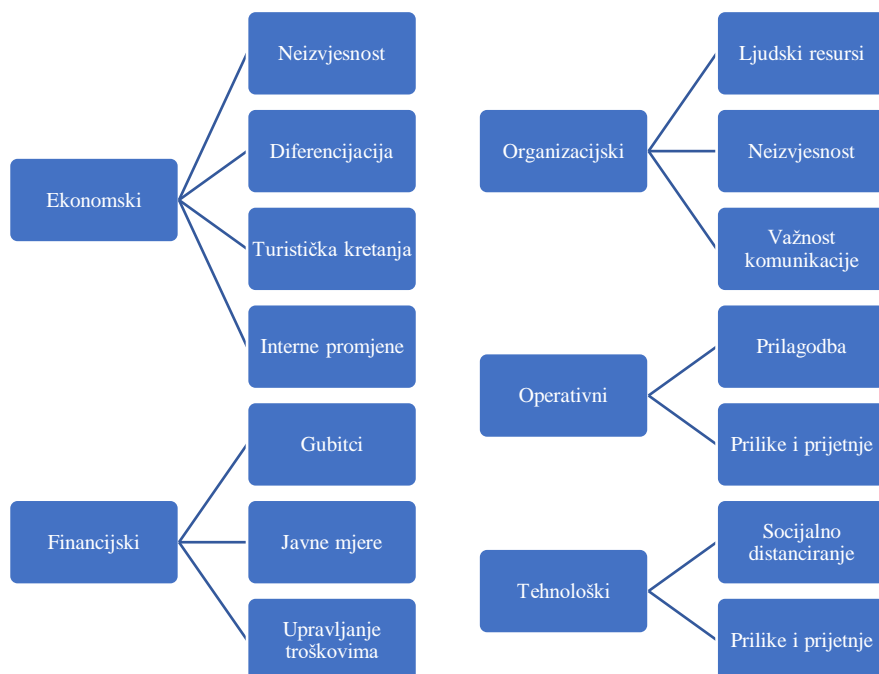 Ekonomski
Neizvjesnost
Diferencijacija
Turistička kretanja
Interne promjene
Financijski
Gubitci
Javne mjere
Upravljanje
troškovima
Organizacijski
Ljudski resursi
Neizvjesnost
Važnost
komunikacije
Operativni
Prilagodba
Prilike i prijetnje
Tehnološki
Socijalno
distanciranje
Prilike i prijetnje